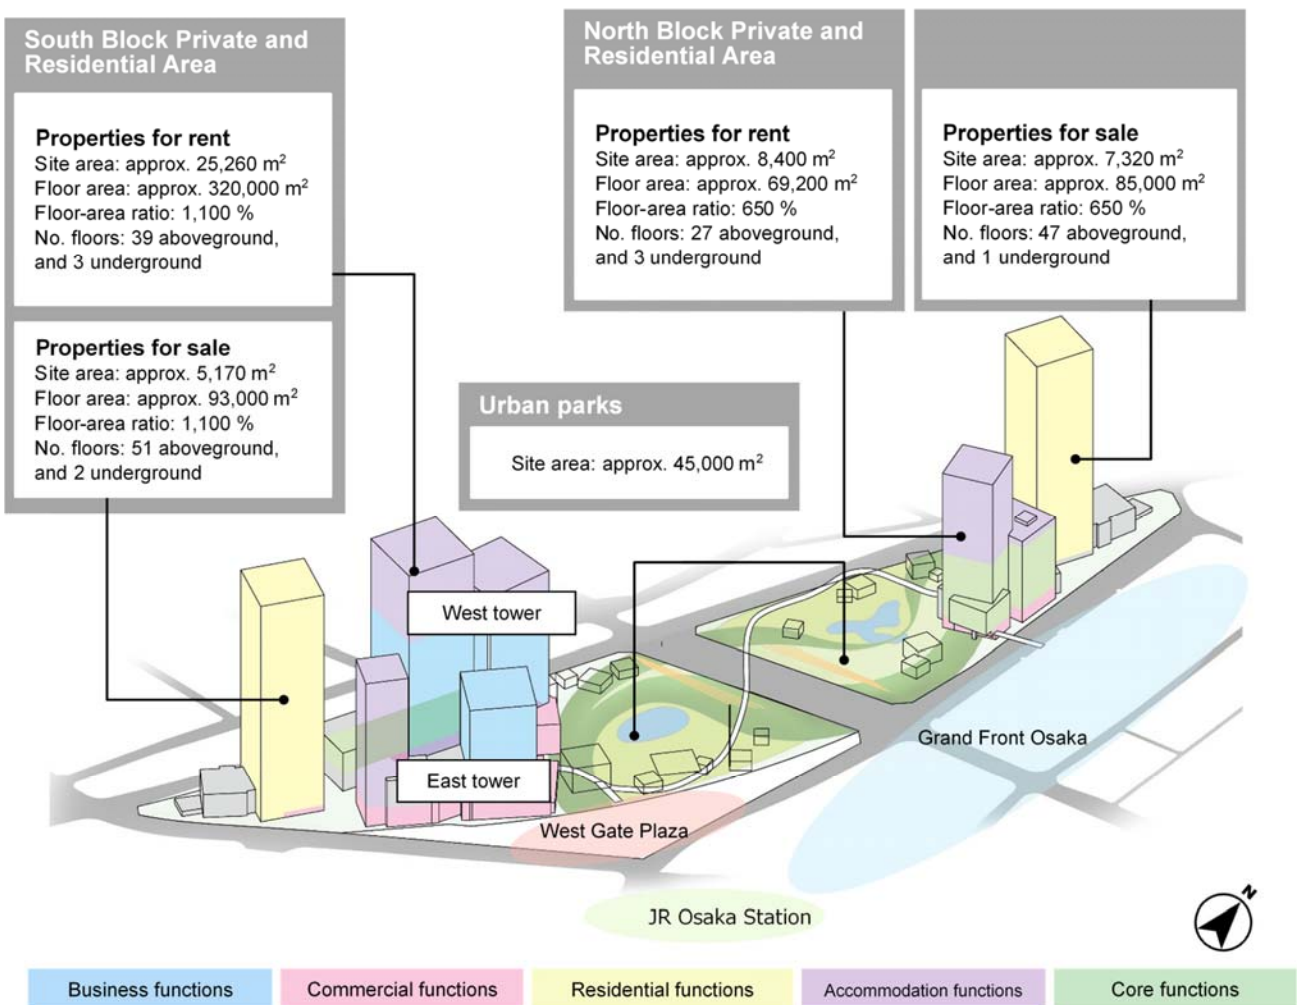 South Block Private and
Residential Area
Properties for rent
Site area: approx. 25,260 m²
Floor area: approx. 320,000 m²
Floor-area ratio: 1,100 %
No. floors: 39 aboveground,
and 3 underground
Properties for sale
Site area: approx. 5,170 m²
Floor area: approx. 93,000 m²
Floor-area ratio: 1,100 %
No. floors: 51 aboveground,
and 2 underground
North Block Private and
Residential Area
Properties for rent
Site area: approx. 8,400 m²
Floor area: approx. 69,200 m²
Floor-area ratio: 650 %
No. floors: 27 aboveground,
and 3 underground
Properties for sale
Site area: approx. 7,320 m²
Floor area: approx. 85,000 m²
Floor-area ratio: 650 %
No. floors: 47 aboveground,
and 1 underground
Urban parks
Site area: approx. 45,000 m²
West tower
East tower
Grand Front Osaka
West Gate Plaza
JR Osaka Station
N
Business functions
Commercial functions
Residential functions
Accommodation functions
Core functions